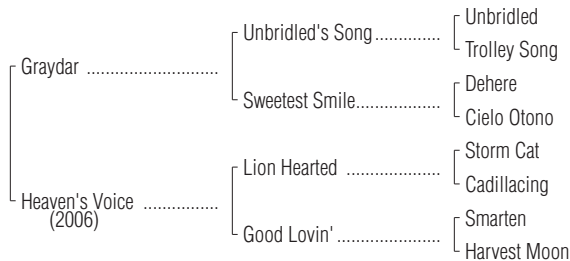 Unbridled
Unbridled's Song..............
Trolley Song
Graydar ............................
Dehere
Sweetest Smile..................
Cielo Otono
Storm Cat
Lion Hearted ....................
Cadillacing
Heaven's Voice ................
(2006)
Smarten
Good Lovin'......................
Harvest Moon